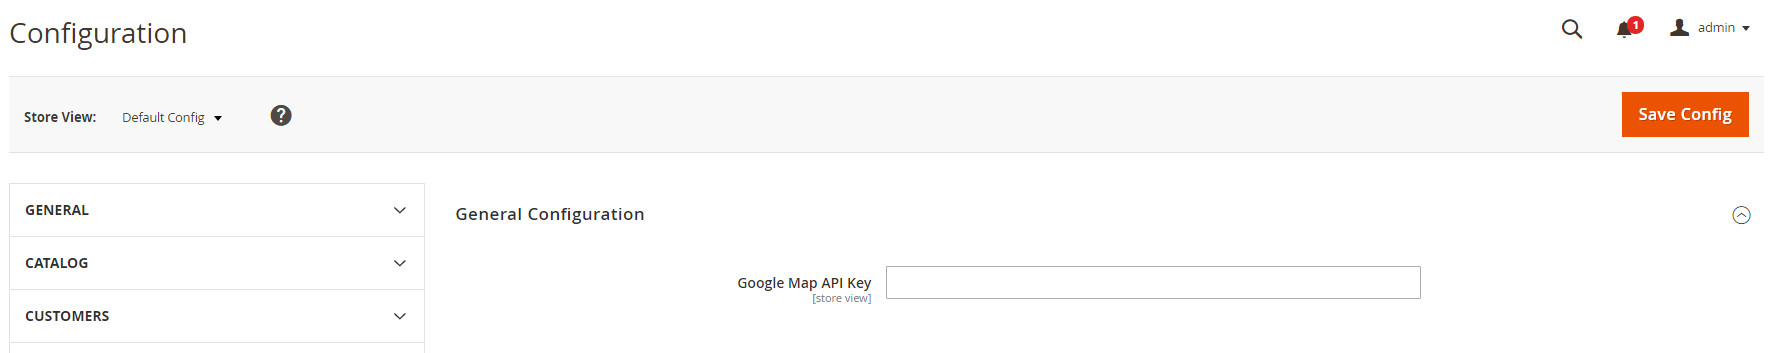 Configuration
1
admin
Store View:
Default Config
?
Save Config
GENERAL
CATALOG
CUSTOMERS
General Configuration
Google Map API Key
[store view]